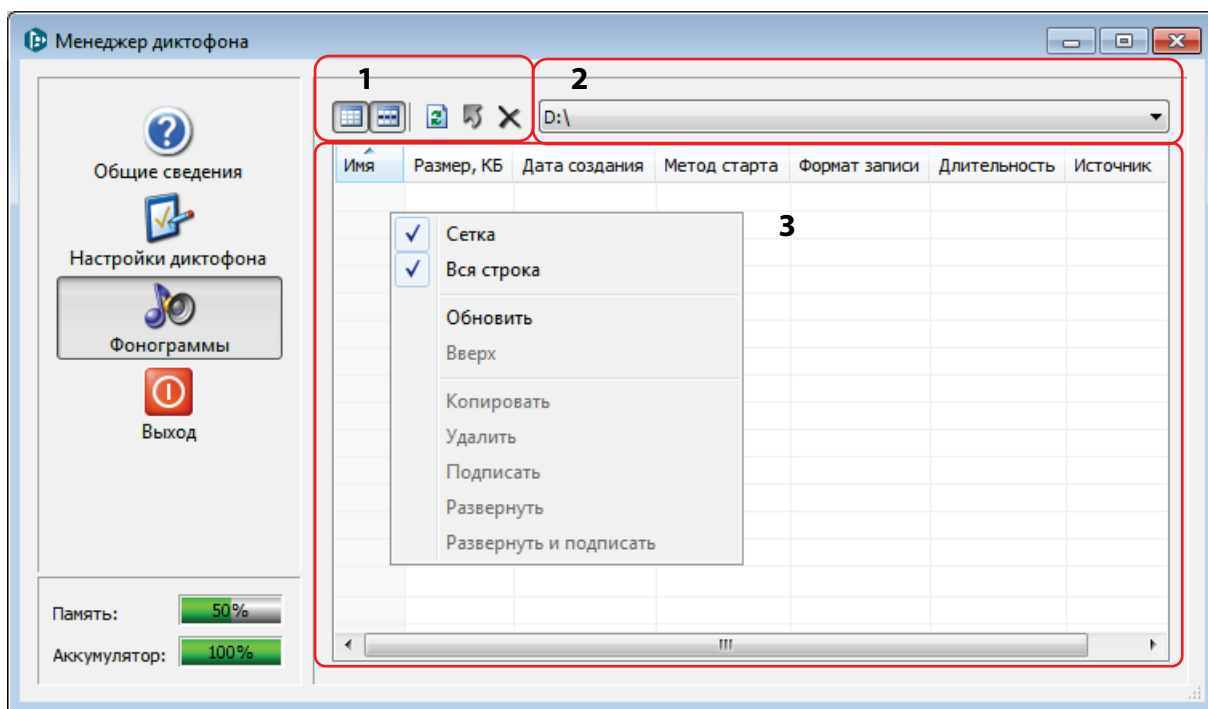 Менеджер диктофона
1
2
D:\
Общие сведения
Настройки диктофона
Фонограммы
Выход
Имя Размер, КБ Дата создания Метод старта Формат записи Длительность Источник
3
Сетка
Вся строка
Обновить
Вверх
Копировать
Удалить
Подписать
Развернуть
Развернуть и подписать
Память: 50%
Аккумулятор: 100%